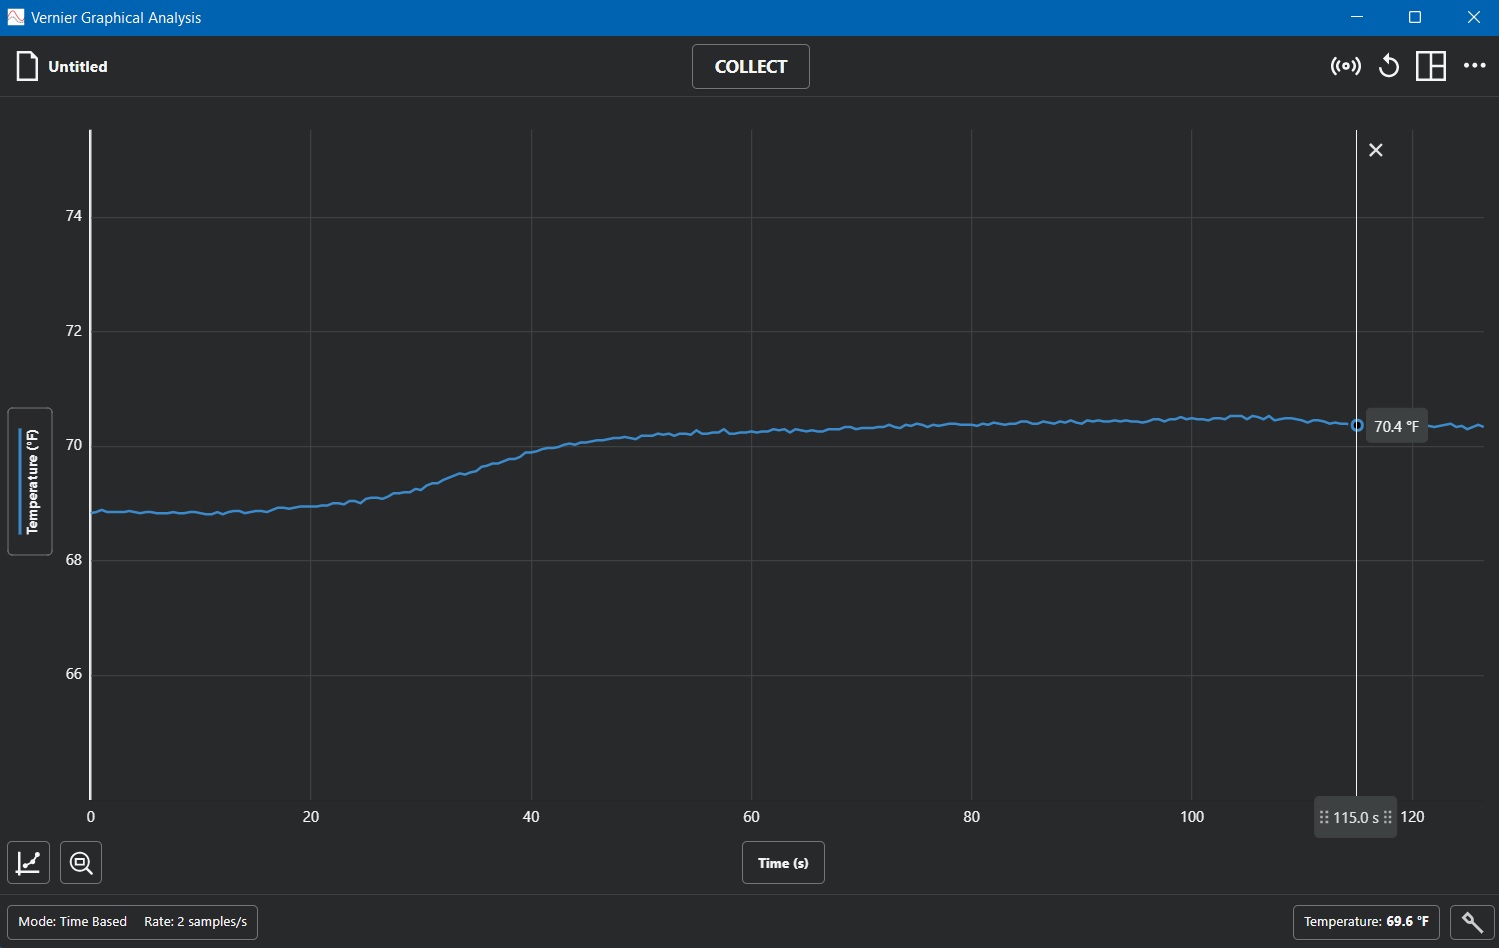 Vernier Graphical Analysis
Untitled
COLLECT
74
72
70
68
66
Temperature (°F)
70.4 °F
0
20
40
60
80
100
115.0 s
120
Time (s)
Mode: Time Based Rate: 2 samples/s
Temperature: 69.6 °F